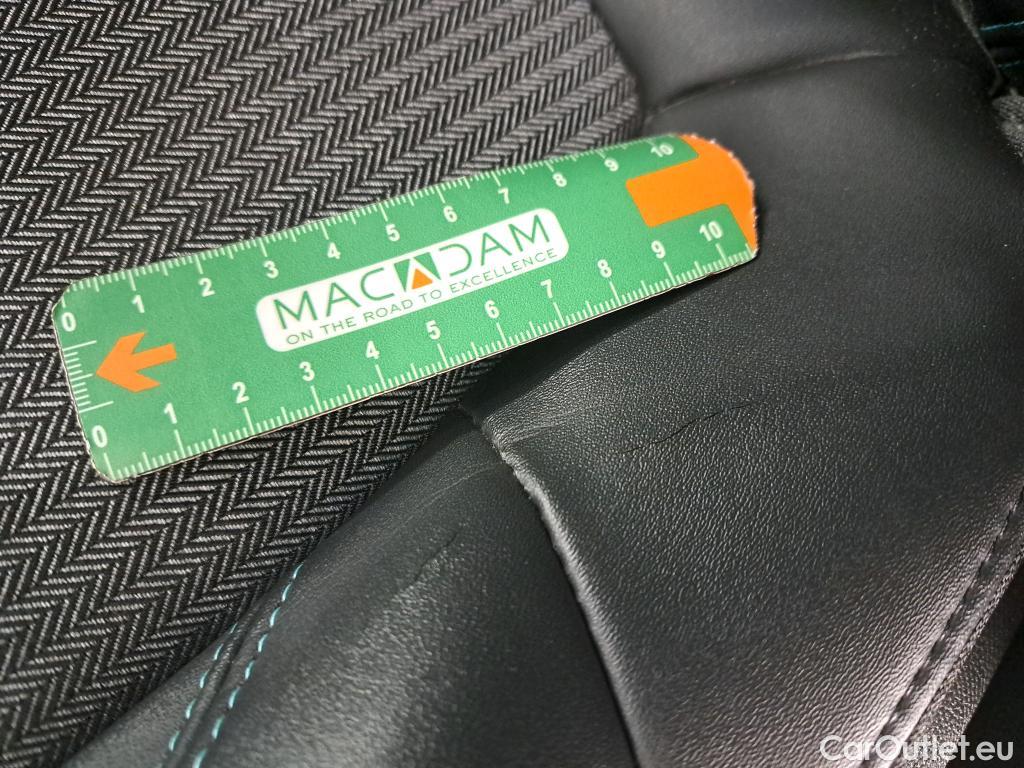 0 1 2 3 4 5 6 7 8 9 10
MACADAM
ON THE ROAD TO EXCELLENCE
0 1 2 3 4 5 6 7 8 9 10
CarOutlet.eu